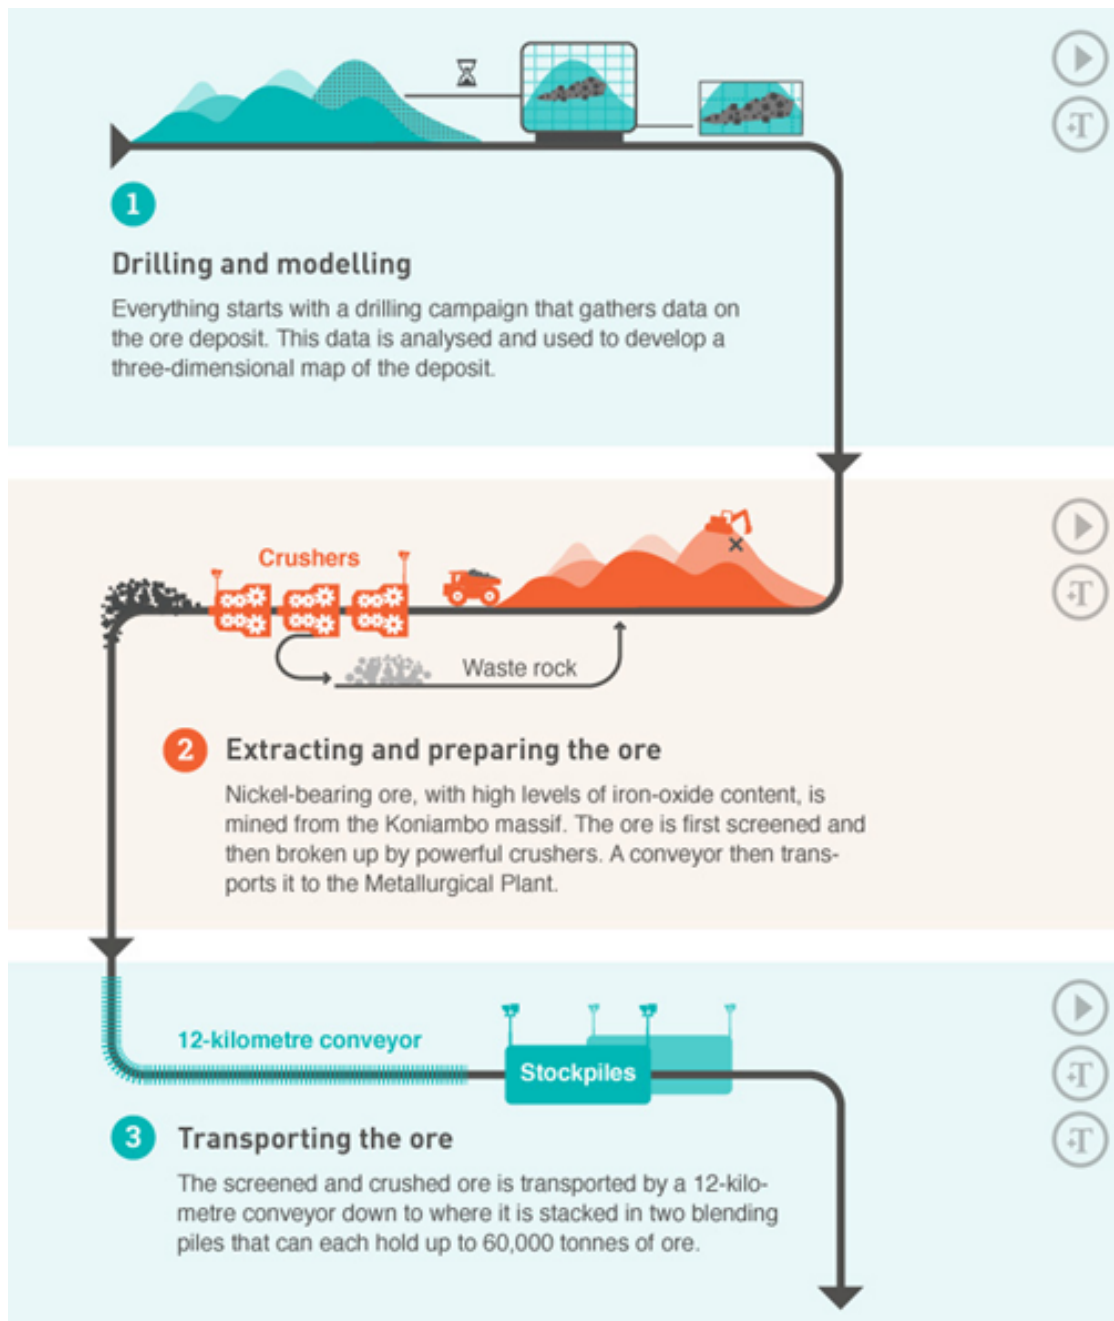 1
Drilling and modelling
Everything starts with a drilling campaign that gathers data on
the ore deposit. This data is analysed and used to develop a
three-dimensional map of the deposit.
+T
Crushers
Waste rock
2 Extracting and preparing the ore
Nickel-bearing ore, with high levels of iron-oxide content, is
mined from the Koniambo massif. The ore is first screened and
then broken up by powerful crushers. A conveyor then trans-
ports it to the Metallurgical Plant.
+T
12-kilometre conveyor
Stockpiles
3 Transporting the ore
The screened and crushed ore is transported by a 12-kilo-
metre conveyor down to where it is stacked in two blending
piles that can each hold up to 60,000 tonnes of ore.
+T
+T